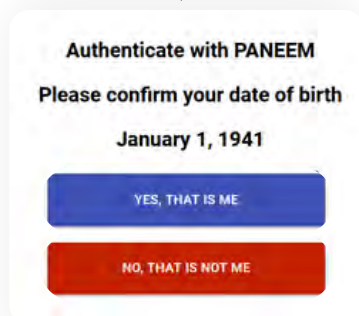 Authenticate with PANEEM
Please confirm your date of birth
January 1, 1941
YES, THAT IS ME
NO, THAT IS NOT ME